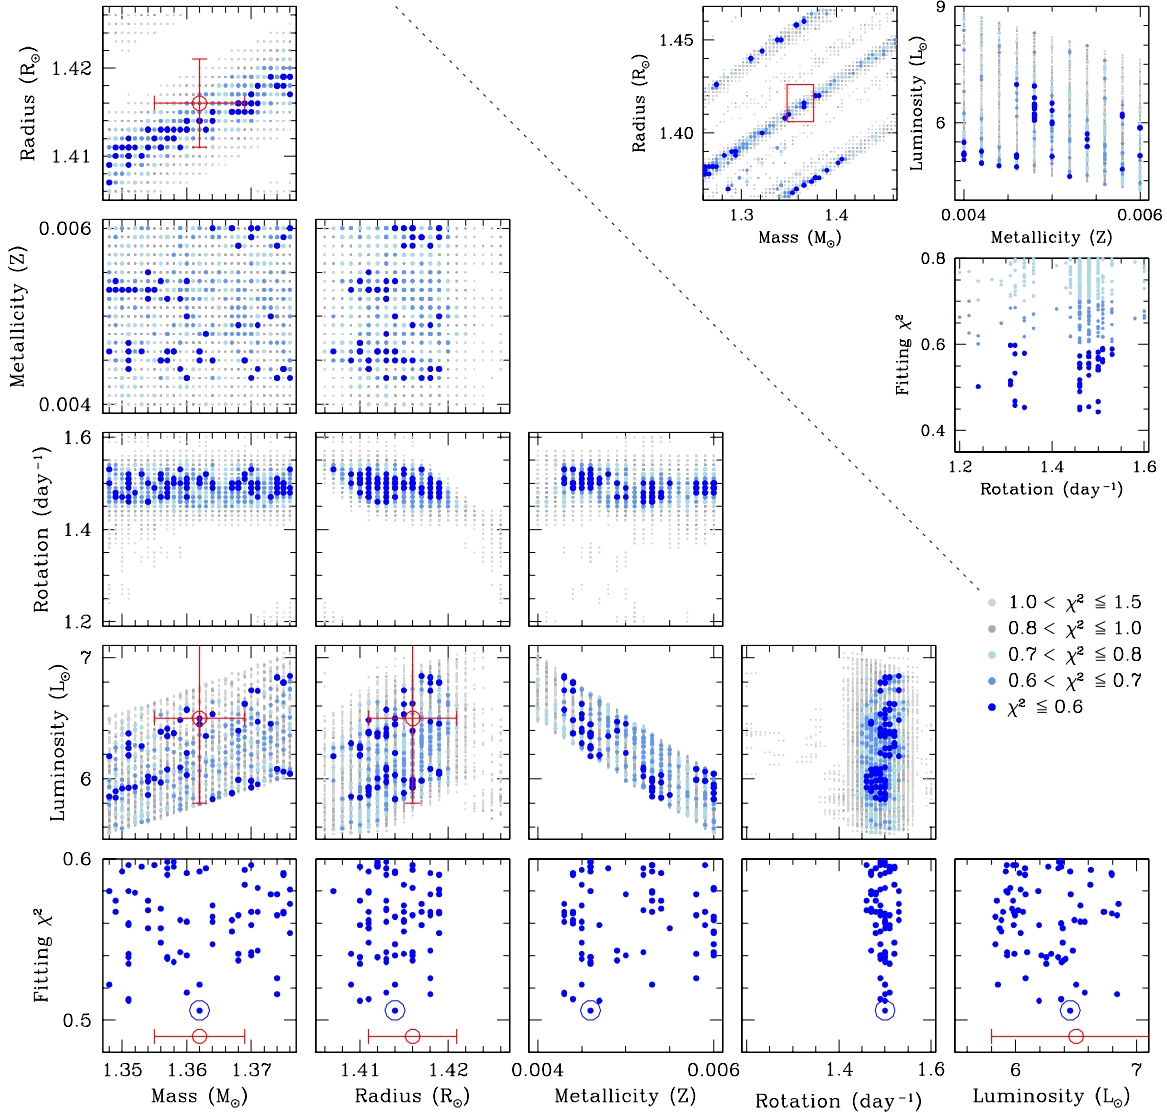 1.42
1.41
Radius (R⊙)
1.45
1.40
Radius (R⊙)
1.3
1.4
Mass (M⊙)
9
6
Luminosity (L⊙)
0.004
0.006
Metallicity (Z)
0.006
0.004
Metallicity (Z)
0.8
0.6
0.4
Fitting χ²
1.2
1.4
1.6
Rotation (day⁻¹)
1.6
1.4
1.2
Rotation (day⁻¹)
1.0 < χ² ≦ 1.5
0.8 < χ² ≦ 1.0
0.7 < χ² ≦ 0.8
0.6 < χ² ≦ 0.7
χ² ≦ 0.6
7
6
Luminosity (L⊙)
0.6
0.5
Fitting χ²
1.35
1.36
1.37
Mass (M⊙)
1.41
1.42
Radius (R⊙)
0.004
0.006
Metallicity (Z)
1.2
1.4
1.6
Rotation (day⁻¹)
6
7
Luminosity (L⊙)